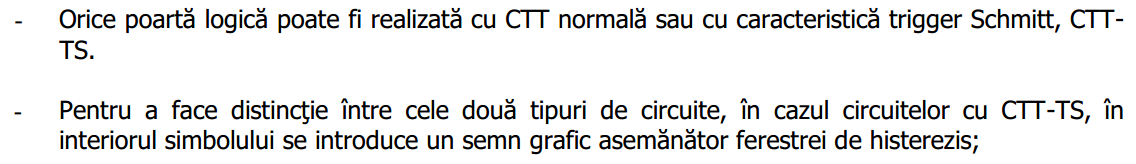 - Orice poartă logică poate fi realizată cu CTT normală sau cu caracteristică trigger Schmitt, CTT-
TS.
- Pentru a face distincţie între cele două tipuri de circuite, în cazul circuitelor cu CTT-TS, în
interiorul simbolului se introduce un semn grafic asemănător ferestrei de histerezis;